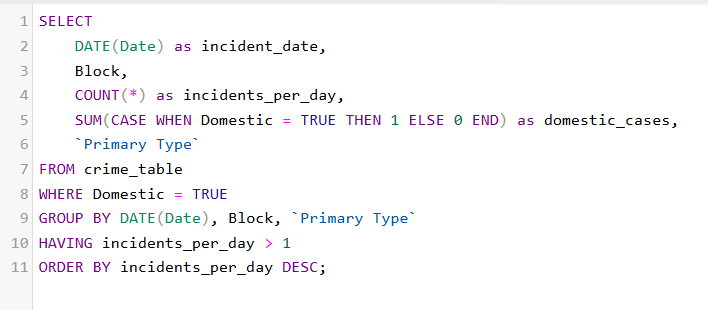 1 SELECT
2     DATE(Date) as incident_date,
3     Block,
4     COUNT(*) as incidents_per_day,
5     SUM(CASE WHEN Domestic = TRUE THEN 1 ELSE 0 END) as domestic_cases,
6     `Primary Type`
7 FROM crime_table
8 WHERE Domestic = TRUE
9 GROUP BY DATE(Date), Block, `Primary Type`
10 HAVING incidents_per_day > 1
11 ORDER BY incidents_per_day DESC;